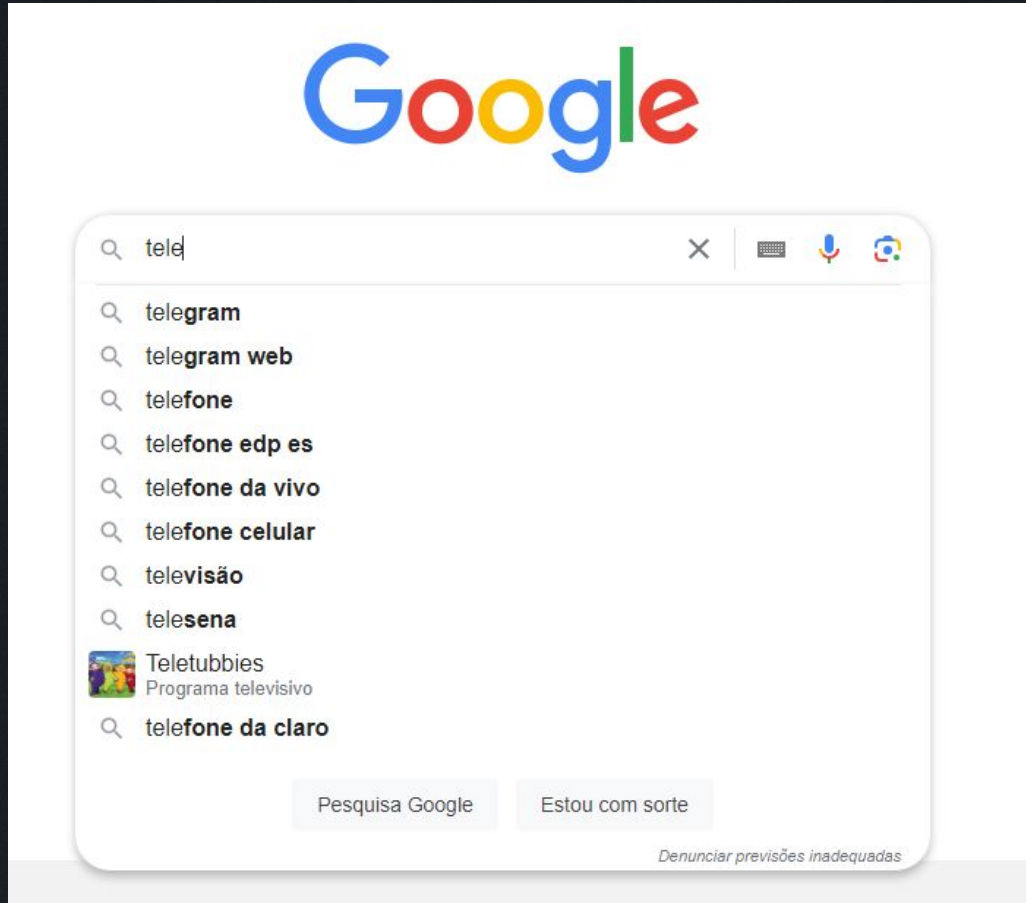 Google
tele
telegram
telegram web
telefone
telefone edp es
telefone da vivo
telefone celular
televisão
telesena
Teletubbies
Programa televisivo
telefone da claro
Pesquisa Google Estou com sorte
Denunciar previsões inadequadas